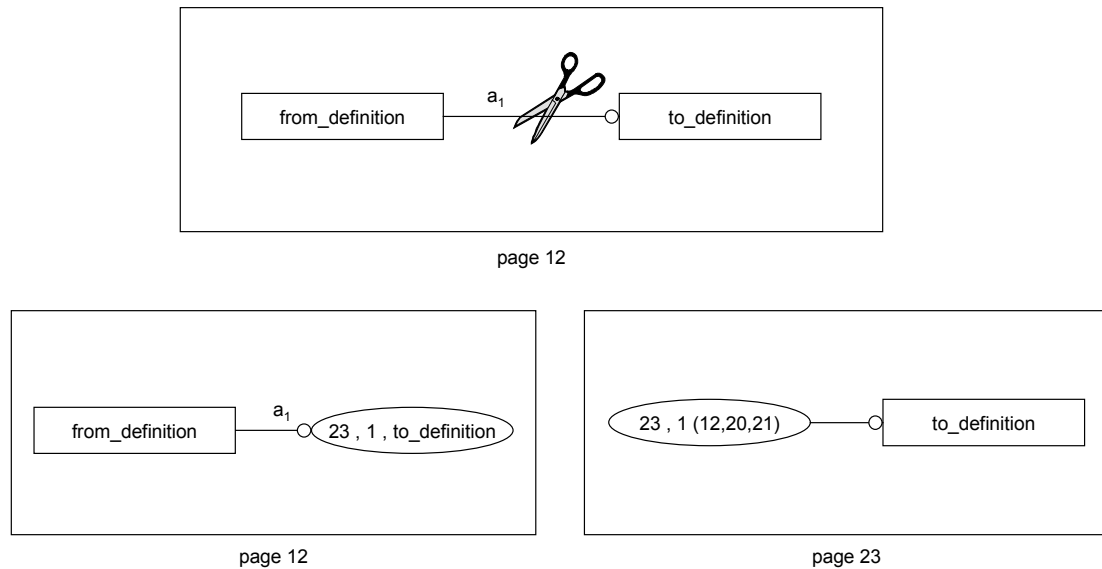 a₁
from_definition
to_definition
page 12
a₁
from_definition
23 , 1 , to_definition
page 12
23 , 1 (12,20,21)
to_definition
page 23